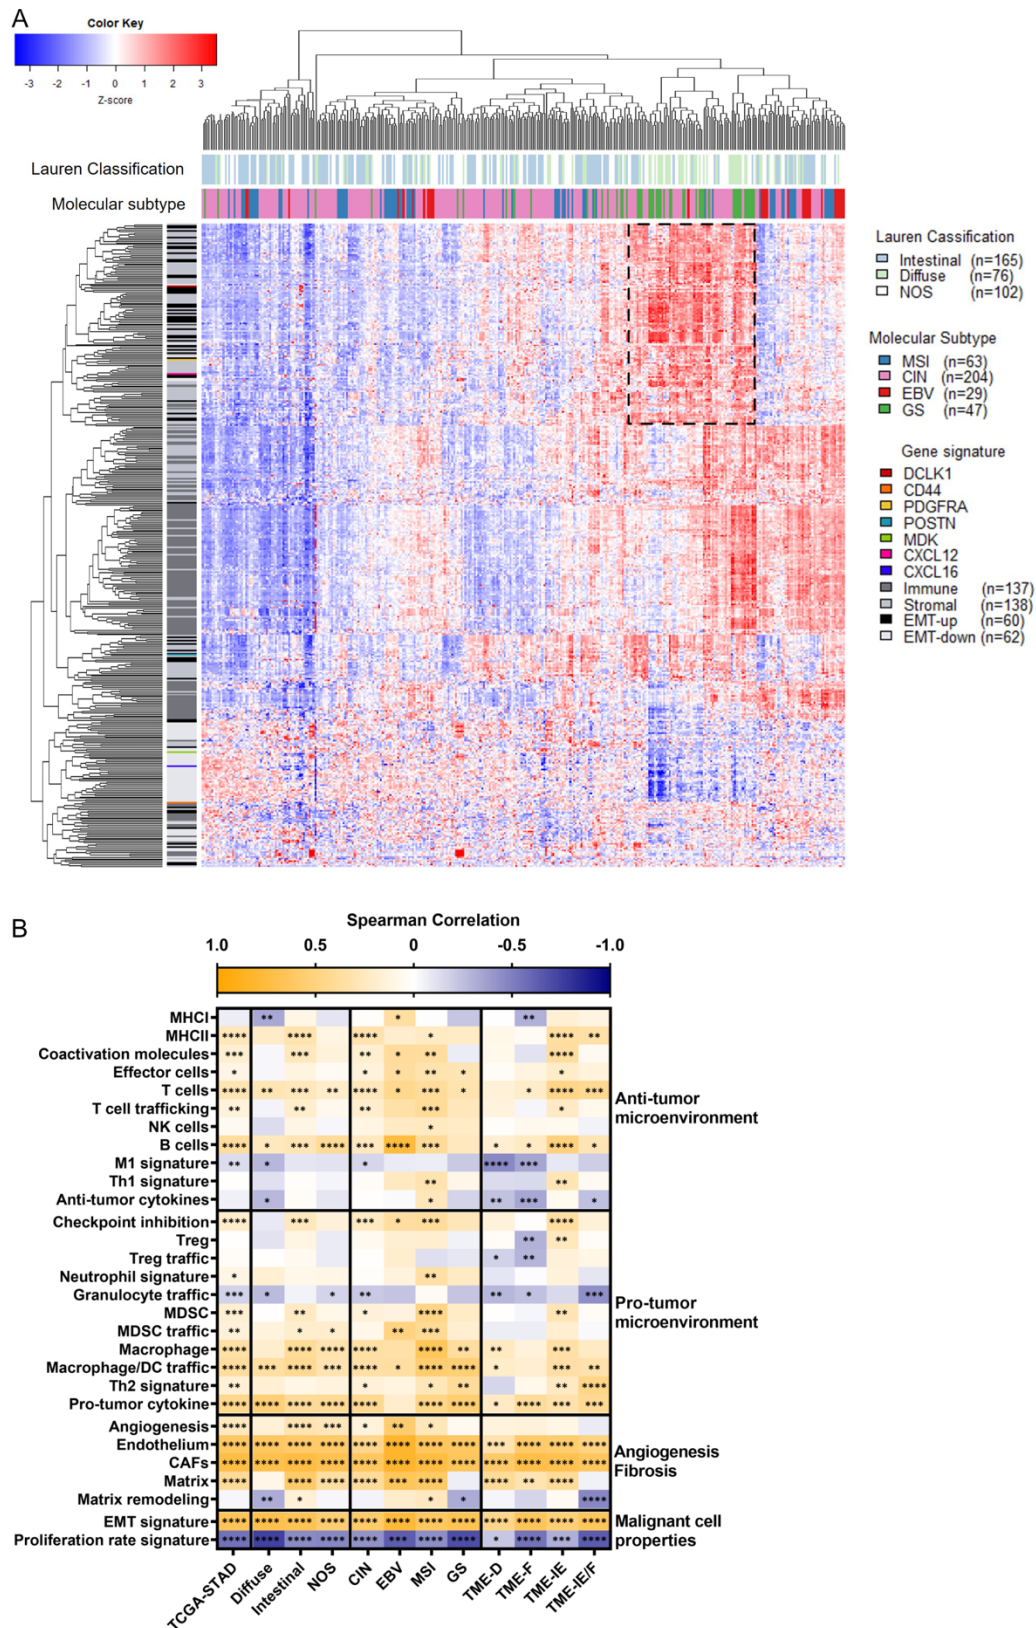 A
Color Key
-3 -2 -1 0 1 2 3
Z-score
Lauren Classification
Molecular subtype
Lauren Cassification
Intestinal (n=165)
Diffuse (n=76)
NOS (n=102)
Molecular Subtype
MSI (n=63)
CIN (n=204)
EBV (n=29)
GS (n=47)
Gene signature
DCLK1
CD44
PDGFRA
POSTN
MDK
CXCL12
CXCL16
Immune (n=137)
Stromal (n=138)
EMT-up (n=60)
EMT-down (n=62)
B
Spearman Correlation
1.0 0.5 0 -0.5 -1.0
MHCI ** * **
MHCII **** **** **** * **** **
Coactivation molecules *** *** ** * ** ****
Effector cells * * * ** * *
T cells **** ** *** ** **** * *** * * **** ***
T cell trafficking ** ** ** *** *
NK cells *
B cells **** * *** **** *** **** *** * * **** *
M1 signature ** * * **** ***
Th1 signature ** **
Anti-tumor cytokines * * ** *** *
Anti-tumor
microenvironment
Checkpoint inhibition **** *** *** * *** ****
Treg ** **
Treg traffic * **
Neutrophil signature * **
Granulocyte traffic *** * * ** ** * ***
MDSC *** ** * **** **
MDSC traffic ** * * ** ***
Macrophage **** **** **** **** **** ** ** ***
Macrophage/DC traffic **** *** **** *** **** * **** **** * *** **
Th2 signature ** * * ** ** ****
Pro-tumor cytokine **** **** **** **** **** **** **** * **** *** ***
Pro-tumor
microenvironment
Angiogenesis **** **** *** * ** *
Endothelium **** **** **** **** **** **** **** **** *** **** **** ****
CAFs **** **** **** **** **** **** **** **** **** **** **** ****
Matrix **** **** **** **** *** **** **** ** ****
Matrix remodeling ** * * * ****
Angiogenesis
Fibrosis
EMT signature **** **** **** **** **** **** **** **** **** **** **** ****
Proliferation rate signature **** **** **** **** **** *** **** **** * **** *** ****
Malignant cell
properties
TCGA-STAD Diffuse Intestinal NOS CIN EBV MSI GS TME-D TME-F TME-IE TME-IE/F